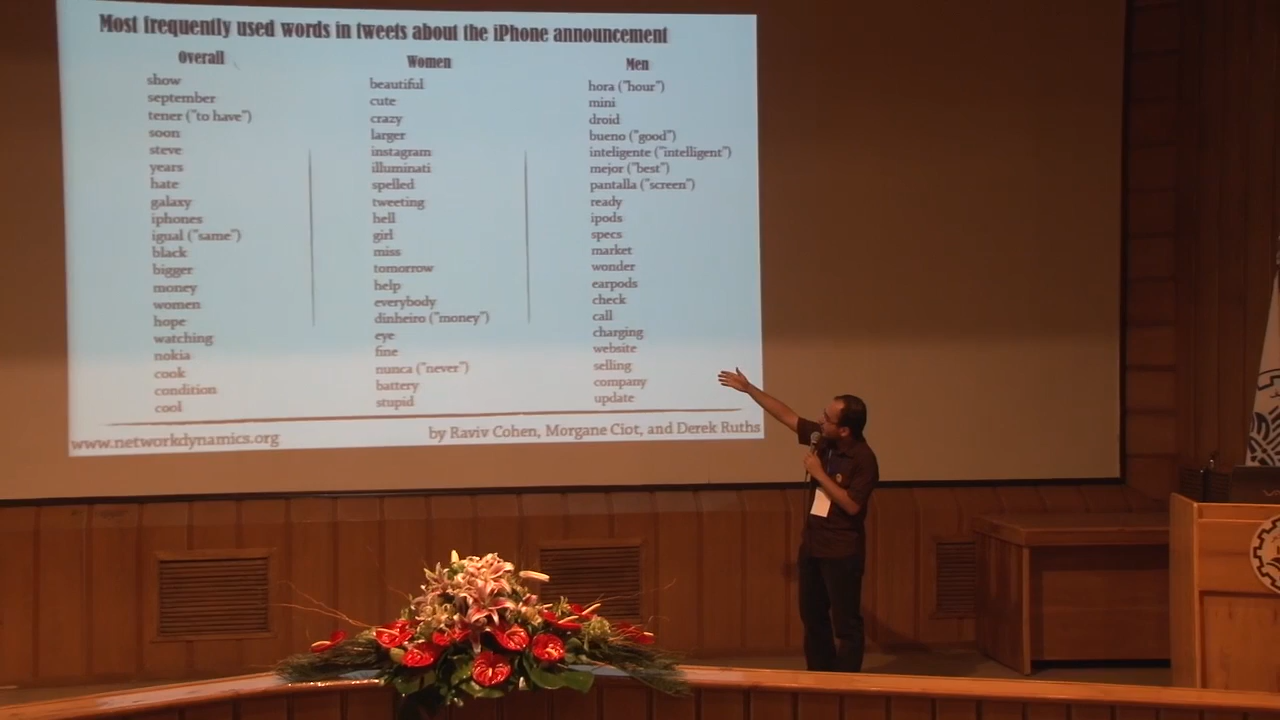 Most frequently used words in tweets about the iPhone announcement
Overall
show
september
tener ("to have")
soon
steve
years
hate
galaxy
iphones
igual ("same")
black
bigger
money
women
hope
watching
nokia
cook
condition
cool
Women
beautiful
cute
crazy
larger
instagram
illuminati
spelled
tweeting
hell
girl
miss
tomorrow
help
everybody
dinheiro ("money")
eye
fine
nunca ("never")
battery
stupid
Men
hora ("hour")
mini
droid
bueno ("good")
inteligente ("intelligent")
mejor ("best")
pantalla ("screen")
ready
ipods
specs
market
wonder
earpods
check
call
charging
website
selling
company
update
www.networkdynamics.org
by Raviv Cohen, Morgane Ciot, and Derek Ruths